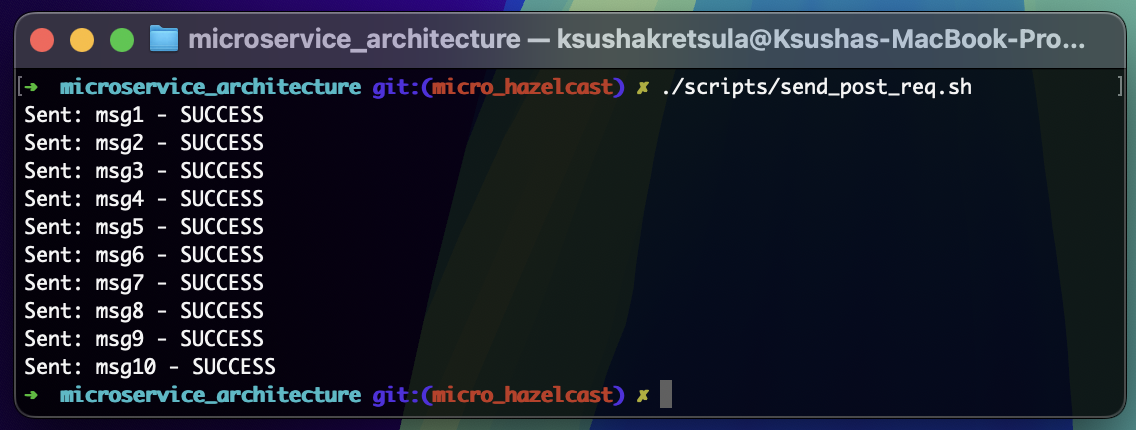 microservice_architecture — ksushakretsula@Ksushas-MacBook-Pro...
[➜  microservice_architecture git:(micro_hazelcast) ✗ ./scripts/send_post_req.sh ]
Sent: msg1 - SUCCESS
Sent: msg2 - SUCCESS
Sent: msg3 - SUCCESS
Sent: msg4 - SUCCESS
Sent: msg5 - SUCCESS
Sent: msg6 - SUCCESS
Sent: msg7 - SUCCESS
Sent: msg8 - SUCCESS
Sent: msg9 - SUCCESS
Sent: msg10 - SUCCESS
➜  microservice_architecture git:(micro_hazelcast) ✗